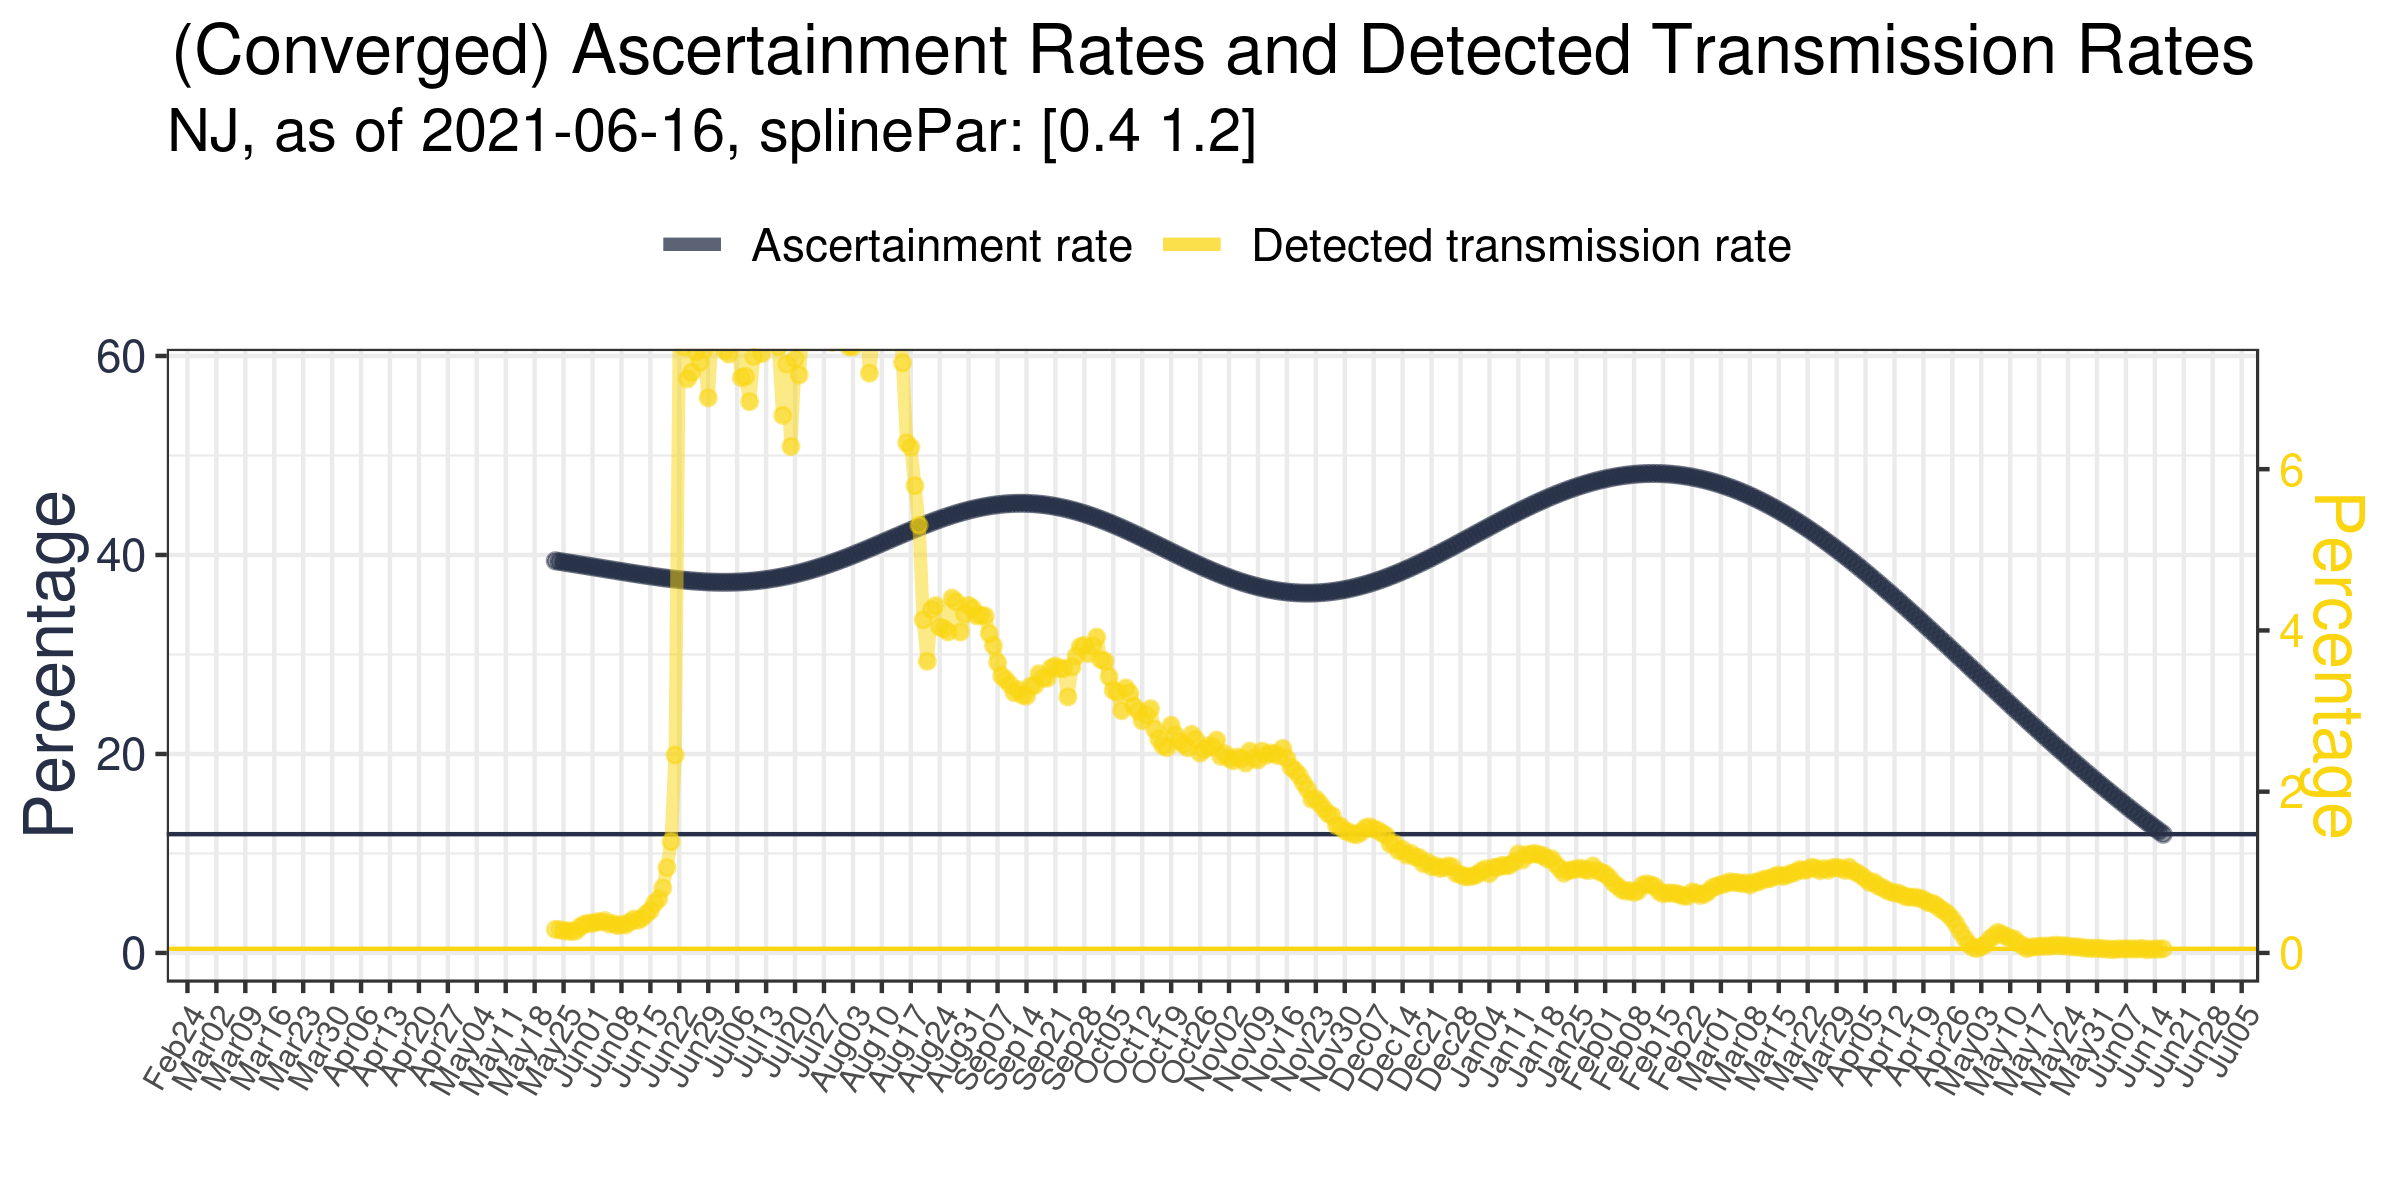 (Converged) Ascertainment Rates and Detected Transmission Rates
NJ, as of 2021-06-16, splinePar: [0.4 1.2]
Ascertainment rate
Detected transmission rate
Percentage
60
40
20
0
6
4
2
0
Percentage
Feb24
Mar02
Mar09
Mar16
Mar23
Mar30
Apr06
Apr13
Apr20
Apr27
May04
May11
May18
May25
Jun01
Jun08
Jun15
Jun22
Jun29
Jul06
Jul13
Jul20
Jul27
Aug03
Aug10
Aug17
Aug24
Aug31
Sep07
Sep14
Sep21
Sep28
Oct05
Oct12
Oct19
Oct26
Nov02
Nov09
Nov16
Nov23
Nov30
Dec07
Dec14
Dec21
Dec28
Jan04
Jan11
Jan18
Jan25
Feb01
Feb08
Feb15
Feb22
Mar01
Mar08
Mar15
Mar22
Mar29
Apr05
Apr12
Apr19
Apr26
May03
May10
May17
May24
May31
Jun07
Jun14
Jun21
Jun28
Jul05